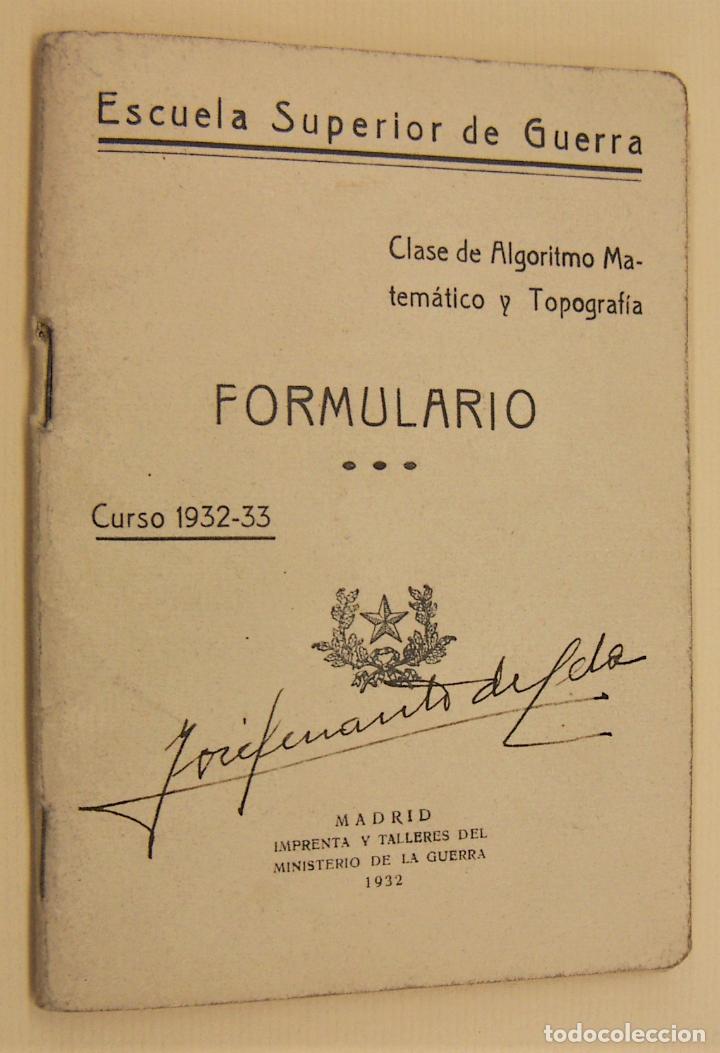 Escuela Superior de Guerra
Clase de Algoritmo Ma-
temático y Topografía
FORMULARIO
Curso 1932-33
de
MADRID
IMPRENTA Y TALLERES DEL
MINISTERIO DE LA GUERRA
1932
todocoleccion